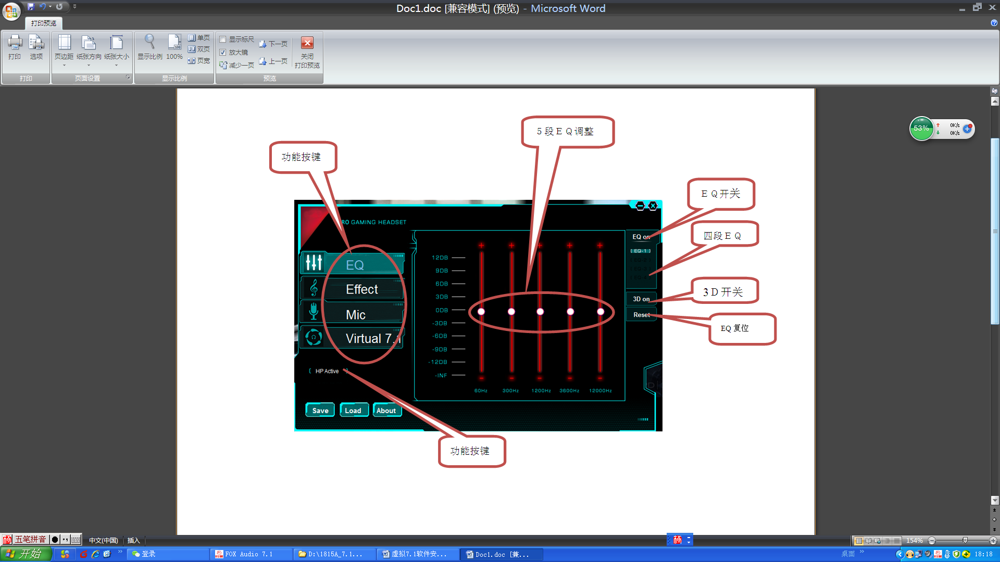 Doc1.doc [兼容模式] (预览) - Microsoft Word
打印预览
打印
选项
页边距
纸张方向
纸张大小
显示比例
100%
单页
双页
页宽
显示标尺
放大镜
减少一页
下一页
上一页
关闭
打印预览
打印
页面设置
显示比例
预览
53%
0K/s
0K/s
5段EQ调整
功能按键
EQ开关
四段EQ
3D开关
EQ复位
RO GAMING HEADSET
EQ
Effect
Mic
Virtual 7.1
HP Active
Save
Load
About
12DB
9DB
6DB
3DB
0DB
-3DB
-6DB
-9DB
-12DB
-INF
60Hz
300Hz
1200Hz
3600Hz
12000Hz
EQ on
EQ-1
EQ-2
EQ-3
EQ-4
3D on
Reset
功能按键
五笔拼音
中文(中国)
插入
154%
开始
登录
FOX Audio 7.1
D:\1815A_7.1...
虚拟7.1软件安...
Doc1.doc [兼...
桌面
18:18